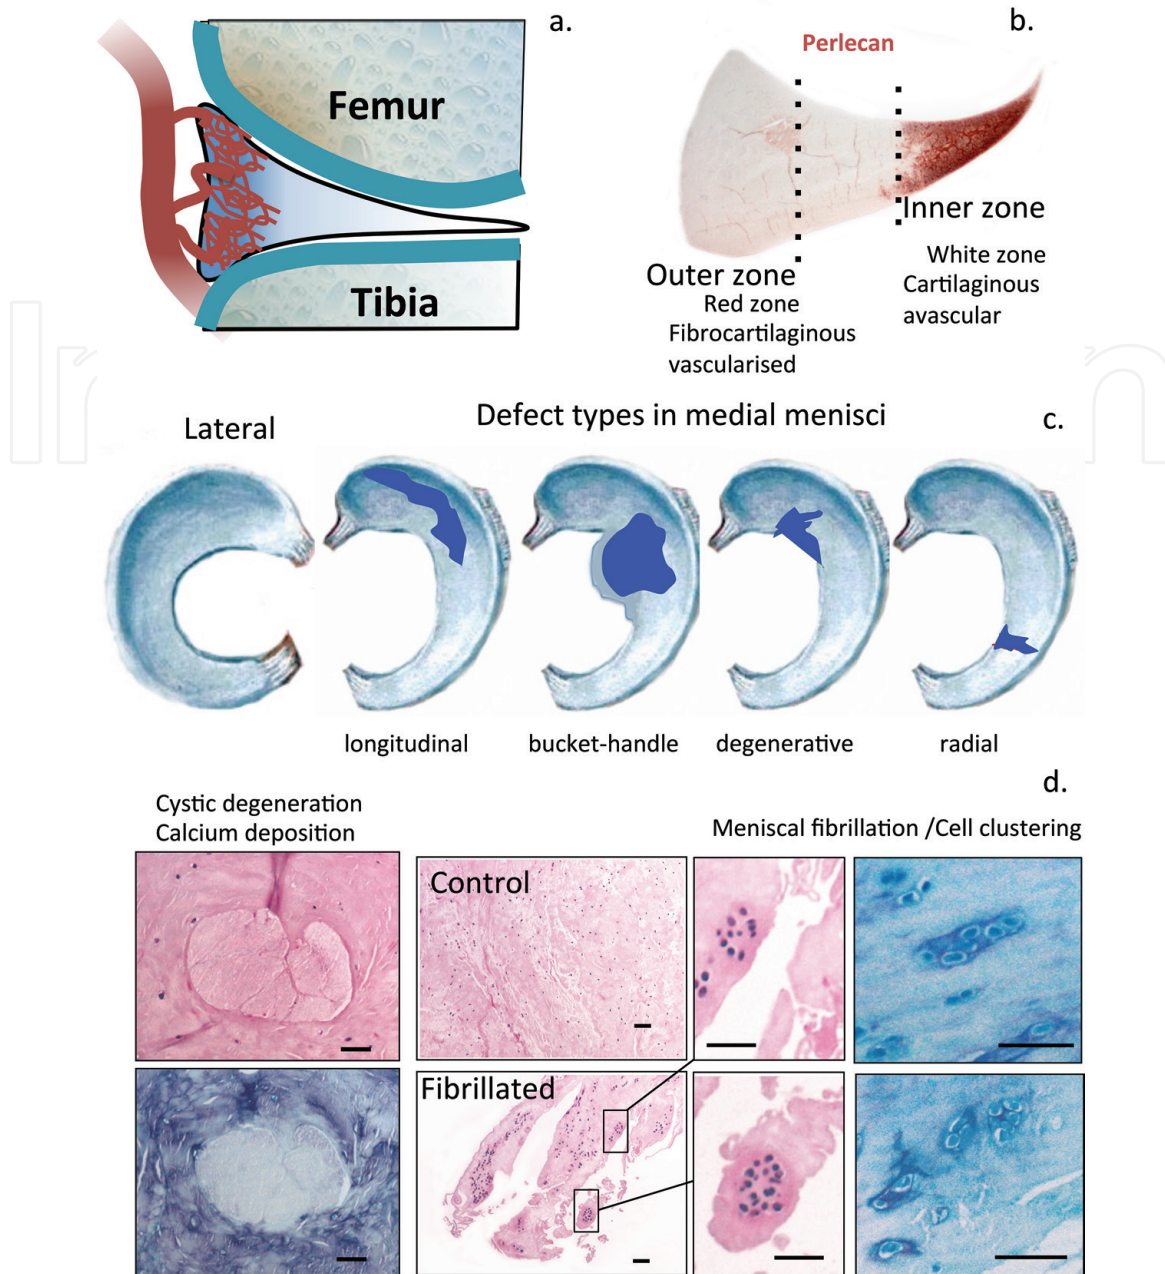 a.
Femur
Tibia
b.
Perlecan
Inner zone
White zone
Cartilaginous
avascular
Outer zone
Red zone
Fibrocartilaginous
vascularised
c.
Defect types in medial menisci
Lateral
longitudinal
bucket-handle
degenerative
radial
d.
Cystic degeneration
Calcium deposition
Meniscal fibrillation /Cell clustering
Control
Fibrillated